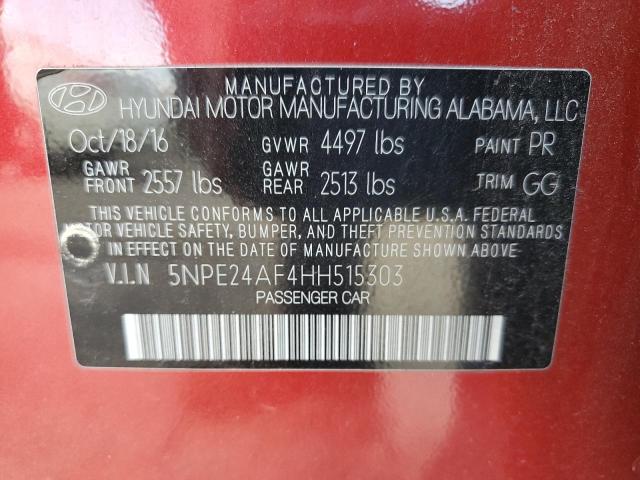 MANUFACTURED BY
HYUNDAI MOTOR MANUFACTURING ALABAMA, LLC
Oct/18/16 GVWR 4497 lbs PAINT PR
GAWR FRONT 2557 lbs GAWR REAR 2513 lbs TRIM GG
THIS VEHICLE CONFORMS TO ALL APPLICABLE U.S.A. FEDERAL
MOTOR VEHICLE SAFETY, BUMPER, AND THEFT PREVENTION STANDARDS
IN EFFECT ON THE DATE OF MANUFACTURE SHOWN ABOVE.
V.I.N 5NPE24AF4HH515303
PASSENGER CAR